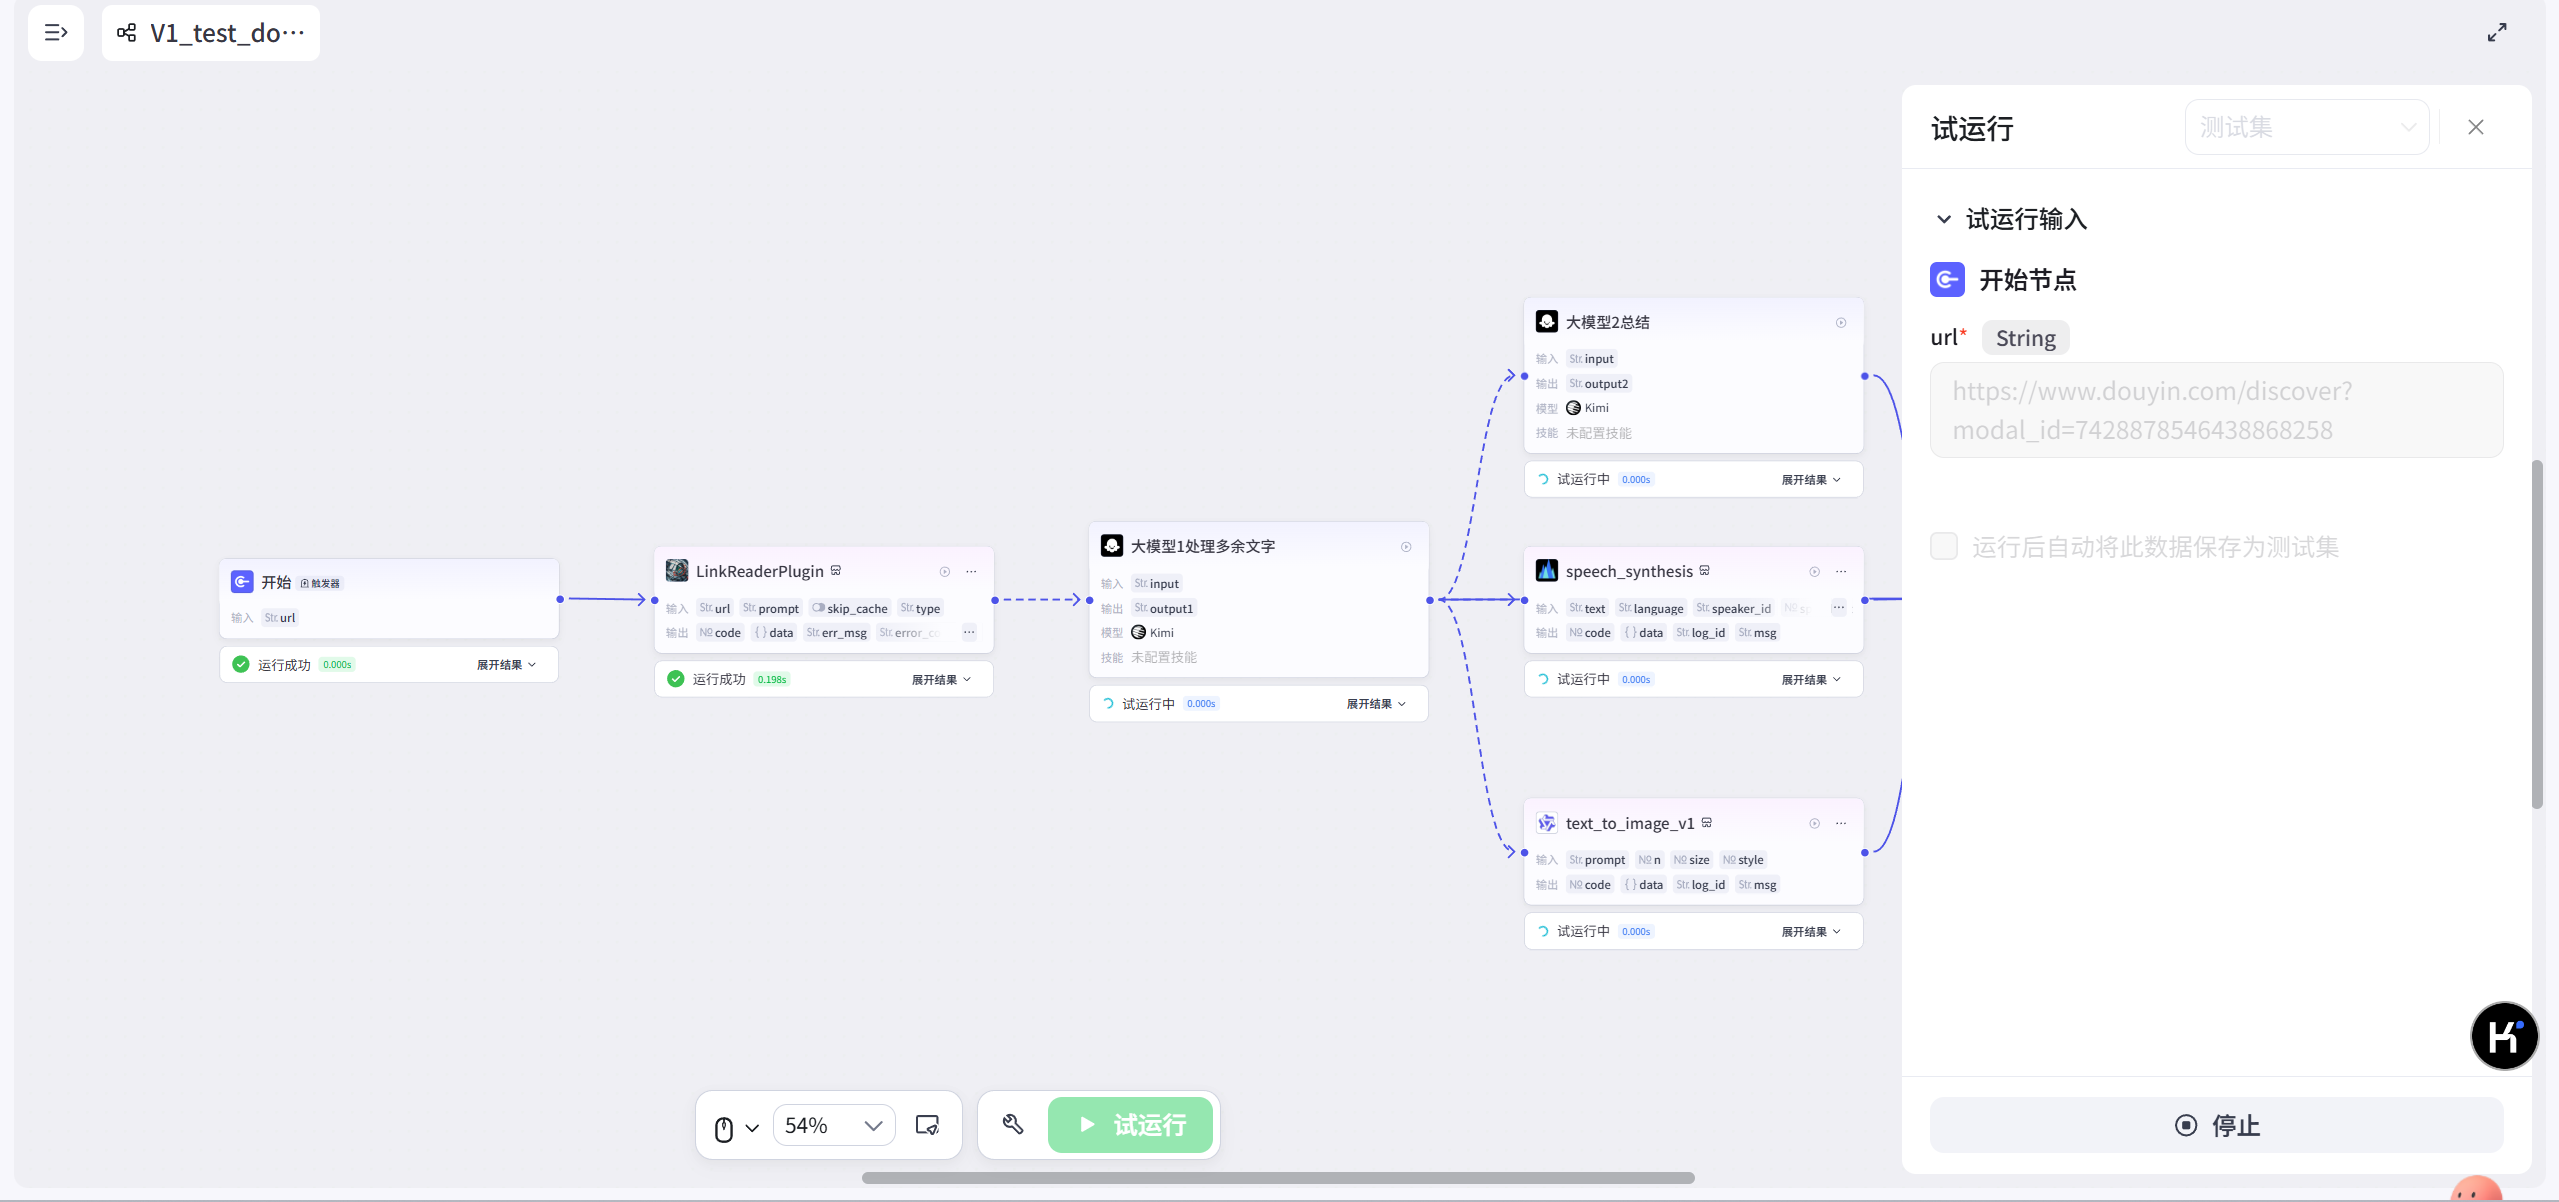 V1_test_do···
开始 触发器
输入 Str. url
运行成功 0.000s 展开结果
LinkReaderPlugin
输入 Str. url Str. prompt skip_cache Str. type
输出 № code { } data Str. err_msg Str. error_co ···
运行成功 0.198s 展开结果
大模型1处理多余文字
输入 Str. input
输出 Str. output1
模型 Kimi
技能 未配置技能
试运行中 0.000s 展开结果
大模型2总结
输入 Str. input
输出 Str. output2
模型 Kimi
技能 未配置技能
试运行中 0.000s 展开结果
speech_synthesis
输入 Str. text Str. language Str. speaker_id № sp ···
输出 № code { } data Str. log_id Str. msg
试运行中 0.000s 展开结果
text_to_image_v1
输入 Str. prompt № n № size № style
输出 № code { } data Str. log_id Str. msg
试运行中 0.000s 展开结果
54%
试运行
试运行
测试集
试运行输入
开始节点
url* String
https://www.douyin.com/discover?
modal_id=7428878546438868258
运行后自动将此数据保存为测试集
停止